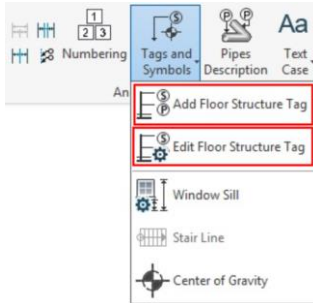 1
2 3
S
P P
Aa
Numbering
Tags and
Symbols
Pipes
Description
Text
Case
An
S
P
Add Floor Structure Tag
S
Edit Floor Structure Tag
Window Sill
Stair Line
Center of Gravity